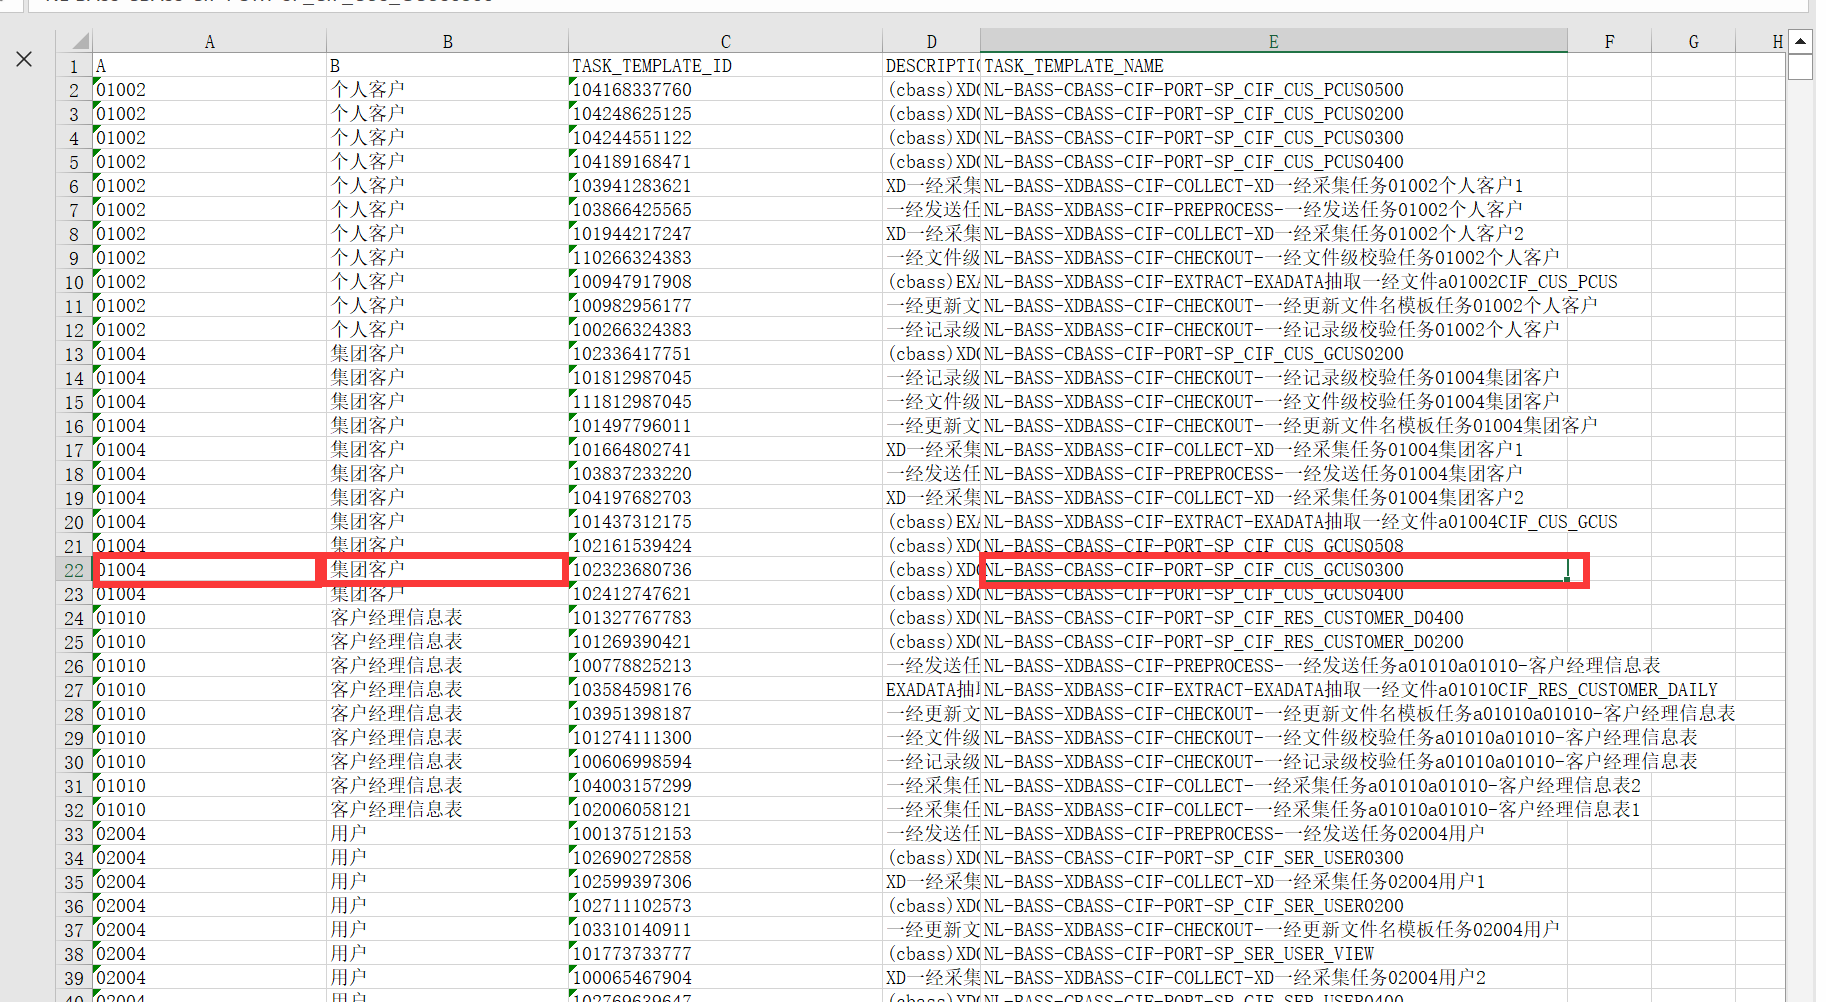 A B C D E F G H
1 A B TASK_TEMPLATE_ID DESCRIPTIO TASK_TEMPLATE_NAME
2 01002 个人客户 104168337760 (cbass)XDC NL-BASS-CBASS-CIF-PORT-SP_CIF_CUS_PCUS0500
3 01002 个人客户 104248625125 (cbass)XDC NL-BASS-CBASS-CIF-PORT-SP_CIF_CUS_PCUS0200
4 01002 个人客户 104244551122 (cbass)XDC NL-BASS-CBASS-CIF-PORT-SP_CIF_CUS_PCUS0300
5 01002 个人客户 104189168471 (cbass)XDC NL-BASS-CBASS-CIF-PORT-SP_CIF_CUS_PCUS0400
6 01002 个人客户 103941283621 XD一经采集 NL-BASS-XDBASS-CIF-COLLECT-XD一经采集任务01002个人客户1
7 01002 个人客户 103866425565 一经发送任 NL-BASS-XDBASS-CIF-PREPROCESS-一经发送任务01002个人客户
8 01002 个人客户 101944217247 XD一经采集 NL-BASS-XDBASS-CIF-COLLECT-XD一经采集任务01002个人客户2
9 01002 个人客户 110266324383 一经文件级 NL-BASS-XDBASS-CIF-CHECKOUT-一经文件级校验任务01002个人客户
10 01002 个人客户 100947917908 (cbass)EXA NL-BASS-XDBASS-CIF-EXTRACT-EXADATA抽取一经文件a01002CIF_CUS_PCUS
11 01002 个人客户 100982956177 一经更新文 NL-BASS-XDBASS-CIF-CHECKOUT-一经更新文件名模板任务01002个人客户
12 01002 个人客户 100266324383 一经记录级 NL-BASS-XDBASS-CIF-CHECKOUT-一经记录级校验任务01002个人客户
13 01004 集团客户 102336417751 (cbass)XDC NL-BASS-CBASS-CIF-PORT-SP_CIF_CUS_GCUS0200
14 01004 集团客户 101812987045 一经记录级 NL-BASS-XDBASS-CIF-CHECKOUT-一经记录级校验任务01004集团客户
15 01004 集团客户 111812987045 一经文件级 NL-BASS-XDBASS-CIF-CHECKOUT-一经文件级校验任务01004集团客户
16 01004 集团客户 101497796011 一经更新文 NL-BASS-XDBASS-CIF-CHECKOUT-一经更新文件名模板任务01004集团客户
17 01004 集团客户 101664802741 XD一经采集 NL-BASS-XDBASS-CIF-COLLECT-XD一经采集任务01004集团客户1
18 01004 集团客户 103837233220 一经发送任 NL-BASS-XDBASS-CIF-PREPROCESS-一经发送任务01004集团客户
19 01004 集团客户 104197682703 XD一经采集 NL-BASS-XDBASS-CIF-COLLECT-XD一经采集任务01004集团客户2
20 01004 集团客户 101437312175 (cbass)EXA NL-BASS-XDBASS-CIF-EXTRACT-EXADATA抽取一经文件a01004CIF_CUS_GCUS
21 01004 集团客户 102161539424 (cbass)XDC NL-BASS-CBASS-CIF-PORT-SP_CIF_CUS_GCUS0508
22 01004 集团客户 102323680736 (cbass)XDC NL-BASS-CBASS-CIF-PORT-SP_CIF_CUS_GCUS0300
23 01004 集团客户 102412747621 (cbass)XDC NL-BASS-CBASS-CIF-PORT-SP_CIF_CUS_GCUS0400
24 01010 客户经理信息表 101327767783 (cbass)XDC NL-BASS-CBASS-CIF-PORT-SP_CIF_RES_CUSTOMER_D0400
25 01010 客户经理信息表 101269390421 (cbass)XDC NL-BASS-CBASS-CIF-PORT-SP_CIF_RES_CUSTOMER_D0200
26 01010 客户经理信息表 100778825213 一经发送任 NL-BASS-XDBASS-CIF-PREPROCESS-一经发送任务a01010a01010-客户经理信息表
27 01010 客户经理信息表 103584598176 EXADATA抽 NL-BASS-XDBASS-CIF-EXTRACT-EXADATA抽取一经文件a01010CIF_RES_CUSTOMER_DAILY
28 01010 客户经理信息表 103951398187 一经更新文 NL-BASS-XDBASS-CIF-CHECKOUT-一经更新文件名模板任务a01010a01010-客户经理信息表
29 01010 客户经理信息表 101274111300 一经文件级 NL-BASS-XDBASS-CIF-CHECKOUT-一经文件级校验任务a01010a01010-客户经理信息表
30 01010 客户经理信息表 100606998594 一经记录级 NL-BASS-XDBASS-CIF-CHECKOUT-一经记录级校验任务a01010a01010-客户经理信息表
31 01010 客户经理信息表 104003157299 一经采集任 NL-BASS-XDBASS-CIF-COLLECT-一经采集任务a01010a01010-客户经理信息表2
32 01010 客户经理信息表 102006058121 一经采集任 NL-BASS-XDBASS-CIF-COLLECT-一经采集任务a01010a01010-客户经理信息表1
33 02004 用户 100137512153 一经发送任 NL-BASS-XDBASS-CIF-PREPROCESS-一经发送任务02004用户
34 02004 用户 102690272858 (cbass)XDC NL-BASS-CBASS-CIF-PORT-SP_CIF_SER_USER0300
35 02004 用户 102599397306 XD一经采集 NL-BASS-XDBASS-CIF-COLLECT-XD一经采集任务02004用户1
36 02004 用户 102711102573 (cbass)XDC NL-BASS-CBASS-CIF-PORT-SP_CIF_SER_USER0200
37 02004 用户 103310140911 一经更新文 NL-BASS-XDBASS-CIF-CHECKOUT-一经更新文件名模板任务02004用户
38 02004 用户 101773733777 (cbass)XDC NL-BASS-CBASS-CIF-PORT-SP_SER_USER_VIEW
39 02004 用户 100065467904 XD一经采集 NL-BASS-XDBASS-CIF-COLLECT-XD一经采集任务02004用户2
40 02004 用户 102769639647 (cbass)XDC NL-BASS-CBASS-CIF-PORT-SP_CIF_SER_USER0400